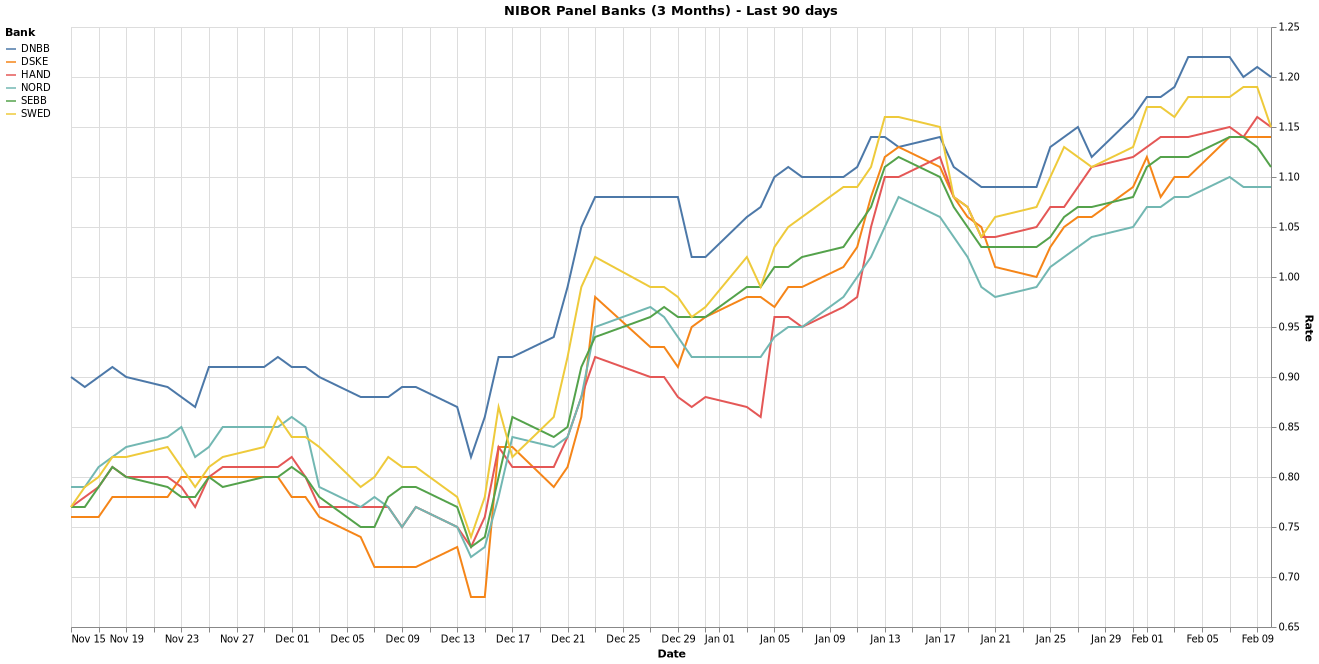 NIBOR Panel Banks (3 Months) - Last 90 days
Bank
DNBB
DSKE
HAND
NORD
SEBB
SWED
1.25
1.20
1.15
1.10
1.05
1.00
0.95
0.90
0.85
0.80
0.75
0.70
0.65
Rate
Nov 15 Nov 19 Nov 23 Nov 27 Dec 01 Dec 05 Dec 09 Dec 13 Dec 17 Dec 21 Dec 25 Dec 29 Jan 01 Jan 05 Jan 09 Jan 13 Jan 17 Jan 21 Jan 25 Jan 29 Feb 01 Feb 05 Feb 09
Date